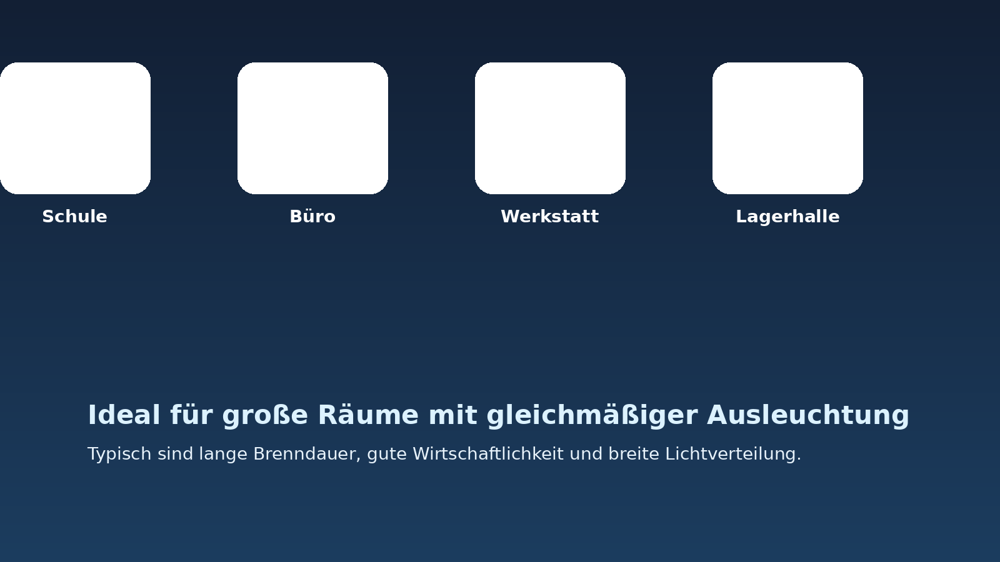 Schule
Büro
Werkstatt
Lagerhalle
Ideal für große Räume mit gleichmäßiger Ausleuchtung
Typisch sind lange Brenndauer, gute Wirtschaftlichkeit und breite Lichtverteilung.